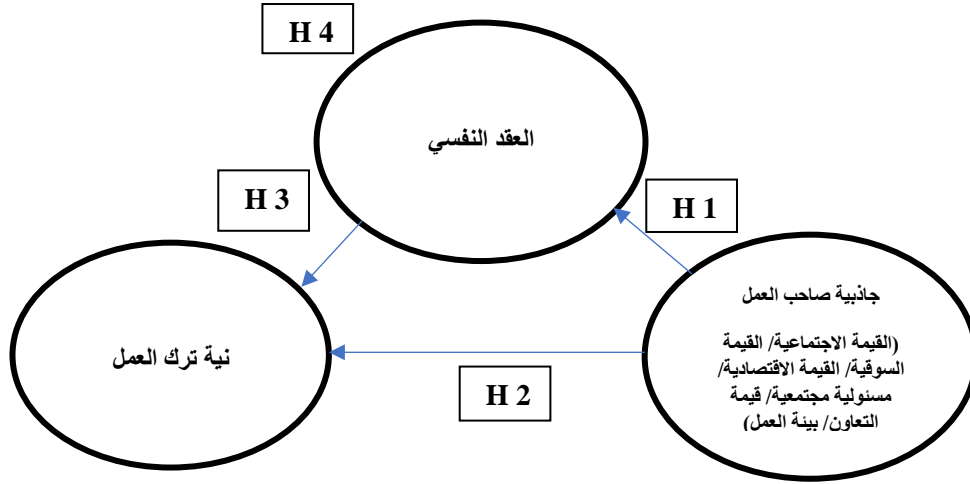 H 4
العقد النفسي
H 3
H 1
جاذبية صاحب العمل
(القيمة الاجتماعية/ القيمة
السوقية/ القيمة الاقتصادية/
مسئولية مجتمعية/ قيمة
التعاون/ بيئة العمل)
نية ترك العمل
H 2